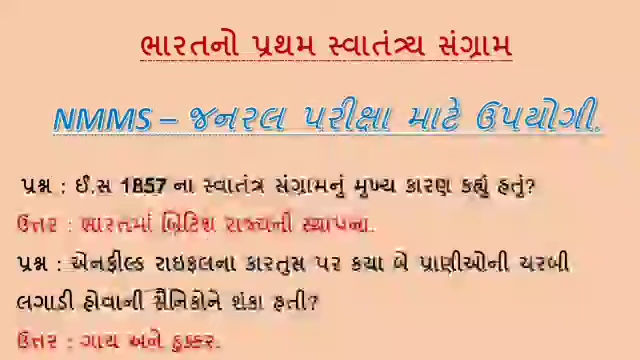 ભારતનો પ્રથમ સ્વાતંત્ર્ય સંગ્રામ
NMMS – જનરલ પરીક્ષા માટે ઉપયોગી.
પ્રશ્ન : ઈ.સ 1857 ના સ્વાતંત્ર સંગ્રામનું મુખ્ય કારણ કયું હતું?
ઉત્તર : ભારતમાં બ્રિટિશ રાજ્યની સ્થાપના.
પ્રશ્ન : એનફીલ્ડ રાઇફલના કારતુસ પર કયા બે પ્રાણીઓની ચરબી
લગાડી હોવાની સૈનિકોને શંકા હતી?
ઉત્તર : ગાય અને ડુક્કર.